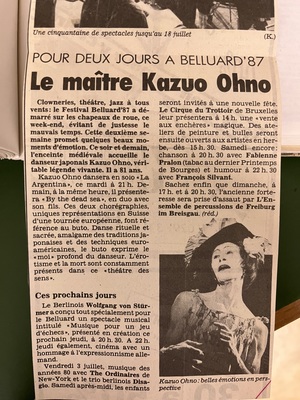 Une cinquantaine de spectacles jusqu'au 18 juillet
(K.)
POUR DEUX JOURS A BELLUARD'87
Le maître Kazuo Ohno
Clowneries, théâtre, jazz à tous
vents: le Festival Belluard'87 a dé-
marré sur les chapeaux de roue, ce
week-end, évitant de justesse le
mauvais temps. Cette deuxième se-
maine promet quelques beaux mo-
ments d'émotion. Ce soir et demain,
l'enceinte médiévale accueille le
danseur japonais Kazuo Ohno, véri-
table légende vivante. Il a 81 ans.
Kazuo Ohno dansera en solo «La
Argentina», ce mardi à 21 h. De-
main, à la même heure, il présente-
ra «By the dead sea», en duo avec
son fils. Ces deux chorégraphies,
uniques représentations en Suisse
d'une tournée européenne, font ré-
férence au buto. Danse rituelle et
sacrée, amalgame des traditions ja-
ponaises et des techniques euro-
américaines, le buto exprime le
«moi» profond du danseur. L'éro-
tisme et la mort sont constamment
présents dans ce «théâtre des
sens».
Ces prochains jours
Le Berlinois Wolfgang von Stür-
mer a conçu tout spécialement pour
le Belluard un spectacle musical
intitulé «Musique pour un jeu
d'échecs», présenté en création ce
prochain jeudi, à 20 h. 30. A 22 h.
jeudi également, cinéma avec un
hommage à l'expressionnisme alle-
mand.
Vendredi 3 juillet, musique des
années 80 avec The Ordinaires de
New-York et le trio berlinois Disa-
gio. Samedi après-midi, les enfants
seront invités à une nouvelle fête.
Le Cirque du Trottoir de Bruxelles
leur présentera à 14 h. une «vente
aux enchères» magique. Des ate-
liers de peinture et bulles seront
ensuite ouverts aux artistes en her-
be, dès 15 h. 30. Samedi encore:
chanson à 20 h. 30 avec Fabienne
Pralon (tabac au dernier Printemps
de Bourges) et humour à 22 h. 30
avec François Silvant.
Sachez enfin que dimanche, à
17 h. et à 20 h. 30, l'ancienne forte-
resse sera prise d'assaut par L'En-
semble de percussions de Freiburg
im Breisgau. (réd.)
Kazuo Ohno: belles émotions en pers-
pective